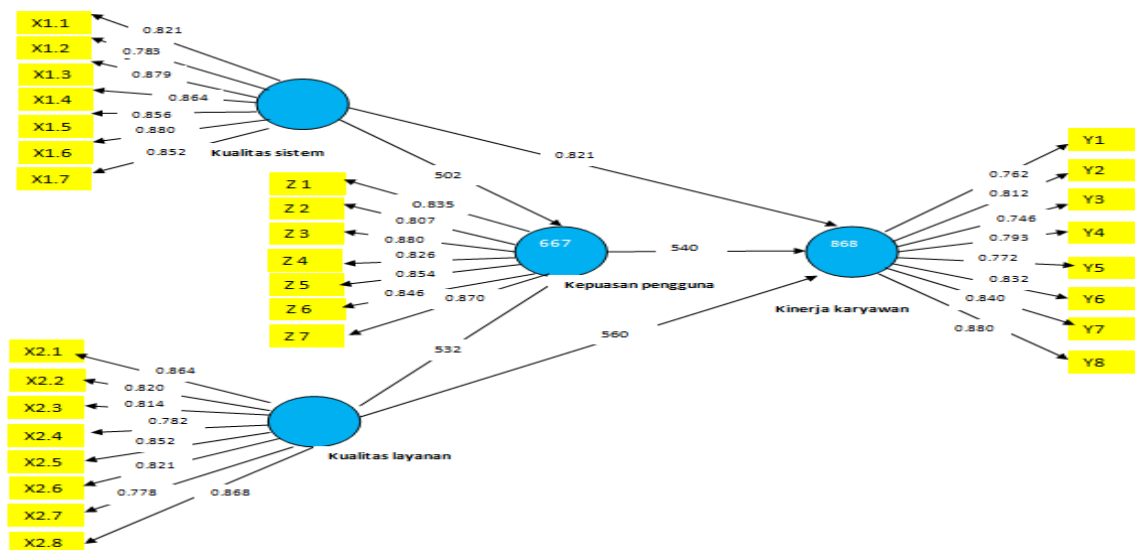 X1.1
0.821
X1.2
0.783
X1.3
0.879
X1.4
0.864
X1.5
0.856
X1.6
0.880
X1.7
0.852
Kualitas sistem
0.821
502
Z 1
0.835
Z 2
0.807
Z 3
0.880
Z 4
0.826
Z 5
0.854
Z 6
0.846
Z 7
0.870
667
Kepuasan pengguna
540
868
Kinerja karyawan
Y1
0.762
Y2
0.812
Y3
0.746
Y4
0.793
Y5
0.772
Y6
0.832
Y7
0.840
Y8
0.880
532
560
X2.1
0.864
X2.2
0.820
X2.3
0.814
X2.4
0.782
X2.5
0.852
X2.6
0.821
X2.7
0.778
X2.8
0.868
Kualitas layanan